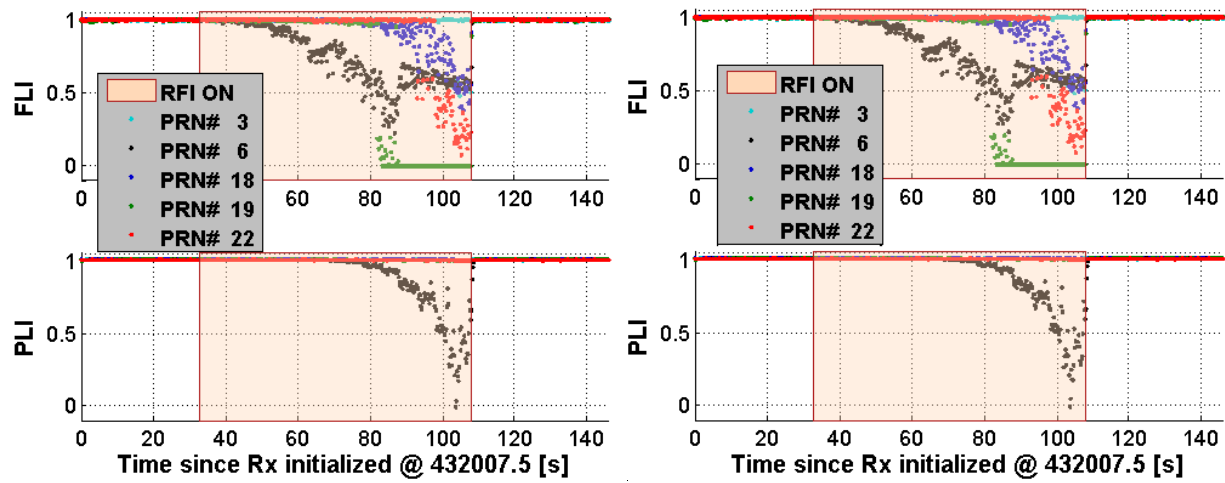 FLI
1
0.5
0
RFI ON
PRN# 3
PRN# 6
PRN# 18
PRN# 19
PRN# 22
0 20 40 60 80 100 120 140
PLI
1
0.5
0
0 20 40 60 80 100 120 140
Time since Rx initialized @ 432007.5 [s]
FLI
1
0.5
0
RFI ON
PRN# 3
PRN# 6
PRN# 18
PRN# 19
PRN# 22
0 20 40 60 80 100 120 140
PLI
1
0.5
0
0 20 40 60 80 100 120 140
Time since Rx initialized @ 432007.5 [s]